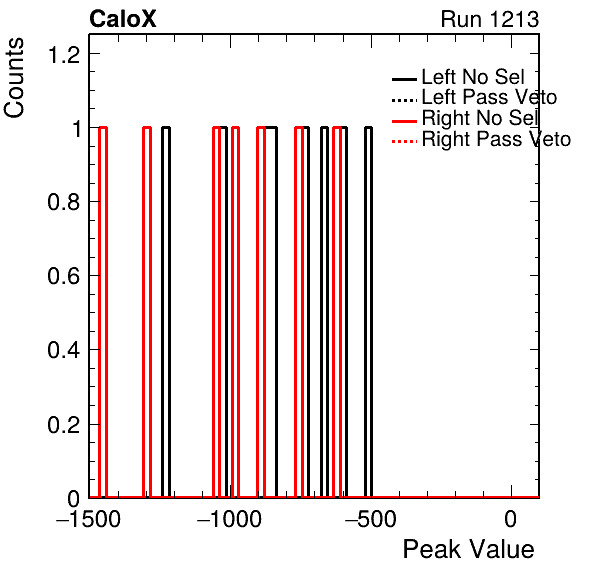 CaloX Run 1213
Counts
1.2
1
0.8
0.6
0.4
0.2
0
Left No Sel
Left Pass Veto
Right No Sel
Right Pass Veto
−1500 −1000 −500 0
Peak Value